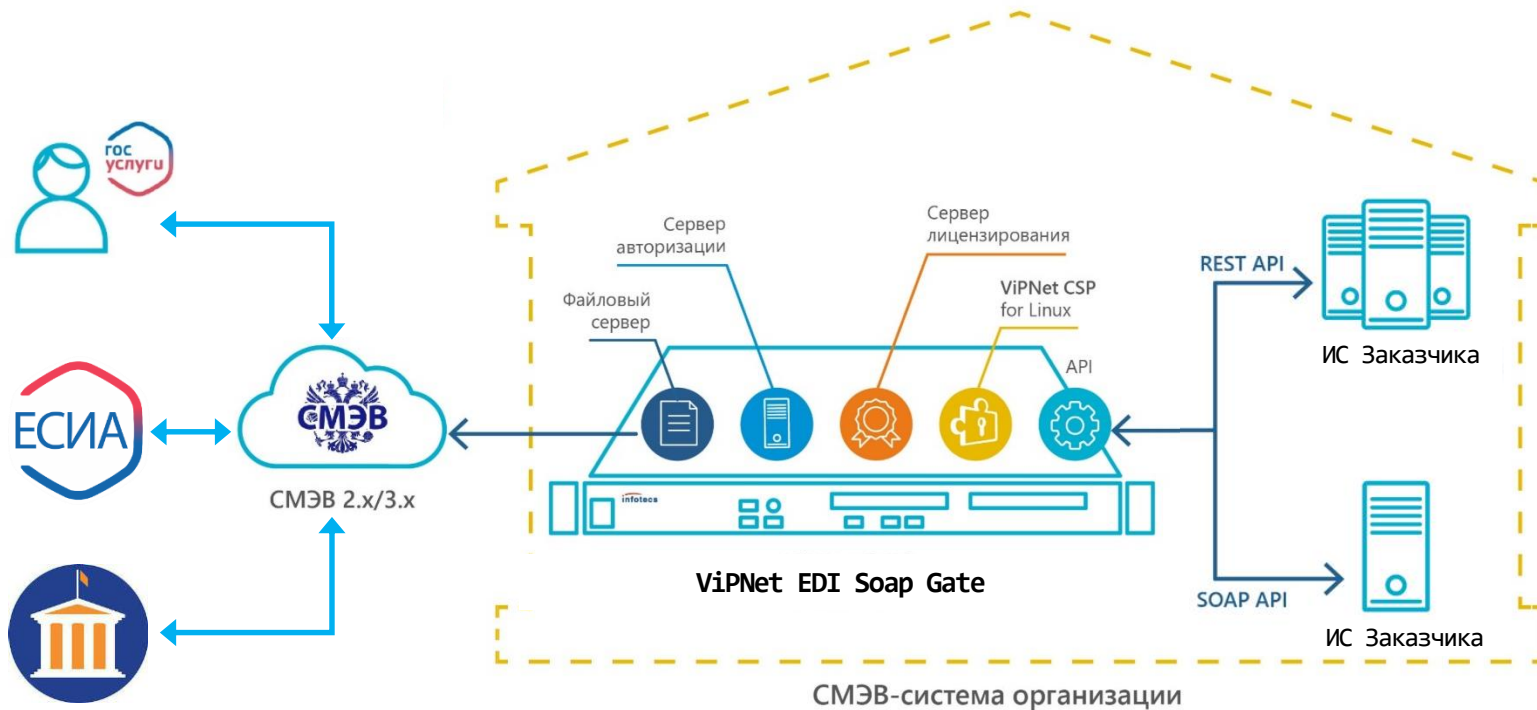 гос
услуги
ЕСИА
СМЭВ
СМЭВ 2.x/3.x
Файловый
сервер
Сервер
авторизации
Сервер
лицензирования
ViPNet CSP
for Linux
API
infotecs
ViPNet EDI Soap Gate
REST API
ИС Заказчика
SOAP API
ИС Заказчика
СМЭВ-система организации